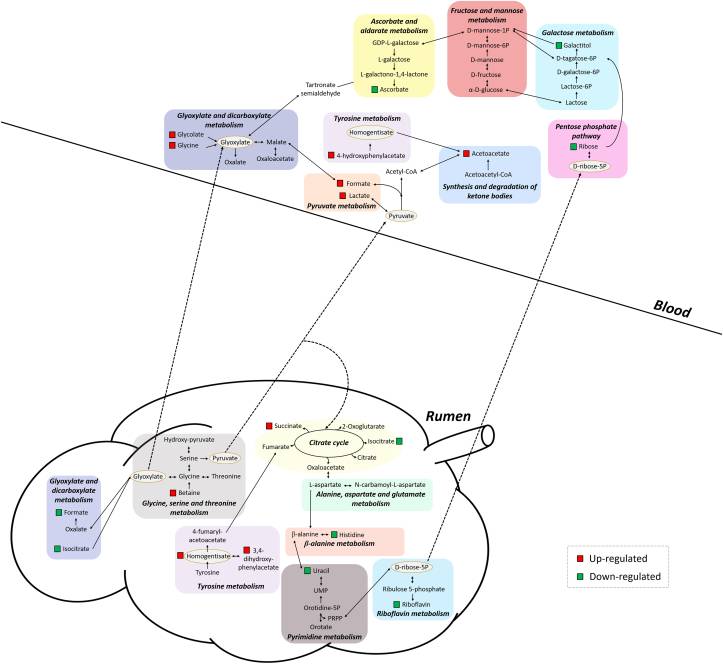 Ascorbate and
aldarate metabolism
GDP-L-galactose
L-galactose
L-galactono-1,4-lactone
Ascorbate
Fructose and mannose
metabolism
D-mannose-1P
D-mannose-6P
D-mannose
D-fructose
α-D-glucose
Galactose metabolism
Galactitol
D-tagatose-6P
D-galactose-6P
Lactose-6P
Lactose
Tartronate
semialdehyde
Glyoxylate and dicarboxylate
metabolism
Glycolate
Glycine
Glyoxylate
Malate
Oxalate
Oxaloacetate
Tyrosine metabolism
Homogentisate
4-hydroxyphenylacetate
Acetoacetate
Acetoacetyl-CoA
Synthesis and degradation of
ketone bodies
Pentose phosphate
pathway
Ribose
D-ribose-5P
Acetyl-CoA
Formate
Lactate
Pyruvate metabolism
Pyruvate
Blood
Rumen
Hydroxy-pyruvate
Serine
Pyruvate
Glyoxylate
Glycine
Threonine
Betaine
Glycine, serine and threonine
metabolism
Glyoxylate and
dicarboxylate
metabolism
Formate
Oxalate
Isocitrate
Succinate
2-Oxoglutarate
Fumarate
Citrate cycle
Isocitrate
Citrate
Oxaloacetate
L-aspartate
N-carbamoyl-L-aspartate
Alanine, aspartate and glutamate
metabolism
4-fumaryl-
acetoacetate
Homogentisate
3,4-
dihydroxy-
phenylacetate
Tyrosine
Tyrosine metabolism
β-alanine
Histidine
β-alanine metabolism
Uracil
UMP
Orotidine-5P
PRPP
Orotate
Pyrimidine metabolism
D-ribose-5P
Ribulose 5-phosphate
Riboflavin
Riboflavin metabolism
Up-regulated
Down-regulated